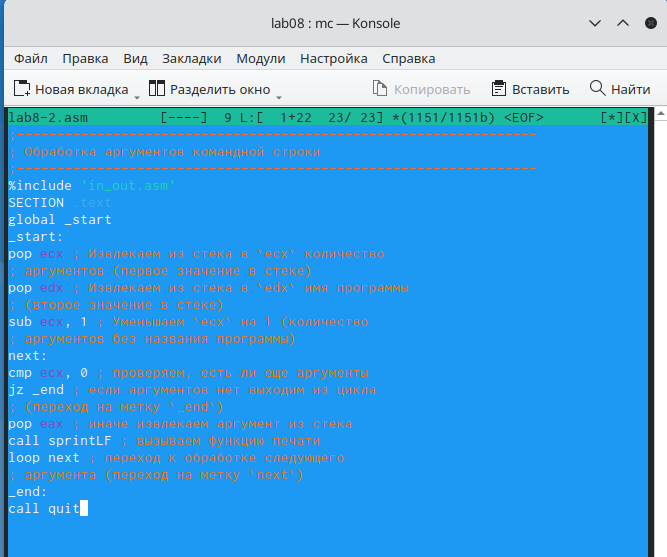 lab08 : mc — Konsole
Файл Правка Вид Закладки Модули Настройка Справка
Новая вкладка Разделить окно Копировать Вставить Найти
lab8-2.asm [----] 9 L:[ 1+22 23/ 23] *(1151/1151b) <EOF> [*][X]
;-----------------------------------------------------------------
; Обработка аргументов командной строки
;-----------------------------------------------------------------
%include 'in_out.asm'
SECTION .text
global _start
_start:
pop ecx ; Извлекаем из стека в `ecx` количество
; аргументов (первое значение в стеке)
pop edx ; Извлекаем из стека в `edx` имя программы
; (второе значение в стеке)
sub ecx, 1 ; Уменьшаем `ecx` на 1 (количество
; аргументов без названия программы)
next:
cmp ecx, 0 ; проверяем, есть ли еще аргументы
jz _end ; если аргументов нет выходим из цикла
; (переход на метку `_end`)
pop eax ; иначе извлекаем аргумент из стека
call sprintLF ; вызываем функцию печати
loop next ; переход к обработке следующего
; аргумента (переход на метку `next`)
_end:
call quit